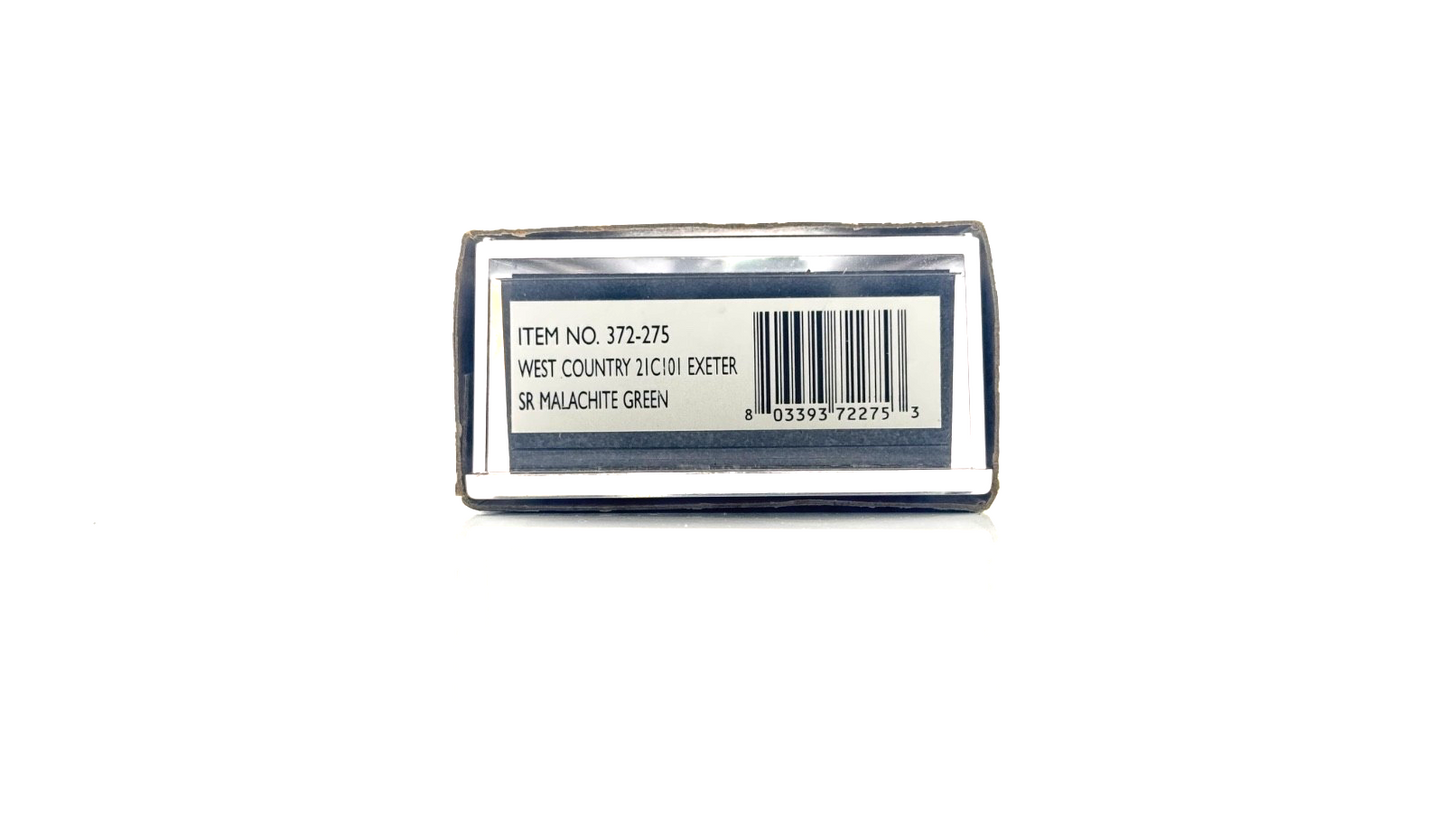 ITEM NO. 372-275
WEST COUNTRY 21C101 EXETER
SR MALACHITE GREEN
8 03393 72275 3